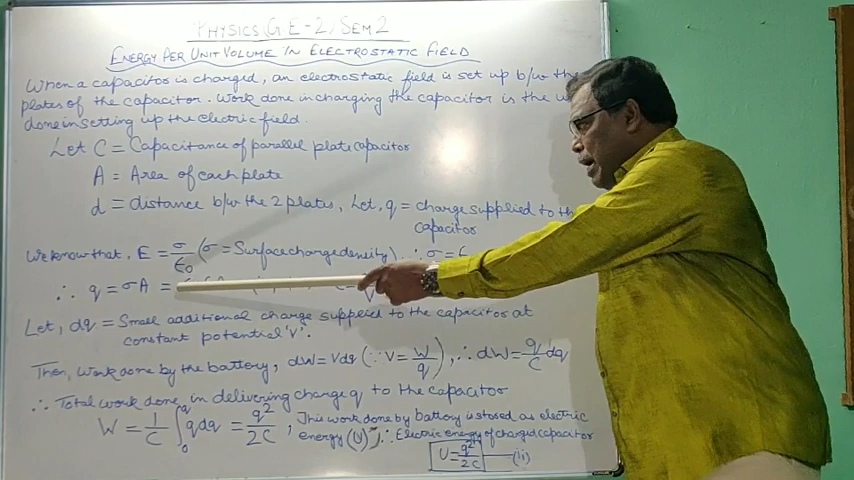 PHYSICS GE-2, SEM 2
ENERGY PER UNIT VOLUME IN ELECTROSTATIC FIELD
When a capacitor is charged, an electrostatic field is set up b/w the
plates of the capacitor. Work done in charging the capacitor is the
done in setting up the electric field.
Let C = Capacitance of parallel plate capacitor
A = Area of each plate
d = distance b/w the 2 plates, Let, q = charge supplied to the
capacitor
We know that, E = σ/ε₀ (σ = Surface charge density) ∴ σ =
∴ q = σA =
Let, dq = Small additional charge supplied to the capacitor at
constant potential 'V'.
Then, Work done by the battery, dW = Vdq (∵ V = W/q), ∴ dW = q/C dq
∴ Total work done in delivering charge q to the capacitor
W = 1/C ∫₀^q q dq = q²/2C, This work done by battery is stored as electric
energy (U), ∴ Electric energy of charged capacitor
U = q²/2C — (ii)